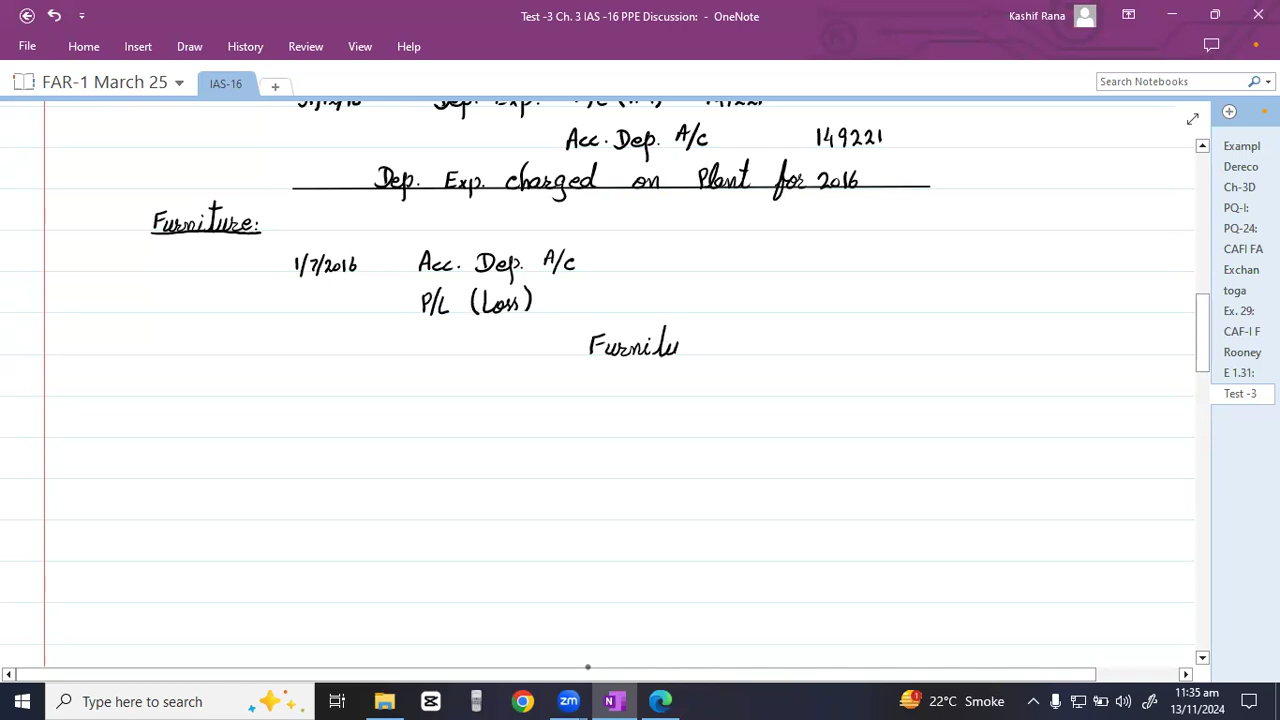 Test -3 Ch. 3 IAS -16 PPE Discussion: - OneNote
Kashif Rana
File Home Insert Draw History Review View Help
FAR-1 March 25
IAS-16
Search Notebooks
Acc. Dep. A/c 149221
Dep. Exp. charged on Plant for 2016
Furniture:
1/7/2016 Acc. Dep. A/c
P/L (Loss)
Furnitu
Exampl
Dereco
Ch-3D
PQ-I:
PQ-24:
CAFI FA
Exchan
toga
Ex. 29:
CAF-I F
Rooney
E 1.31:
Test -3
Type here to search
22°C Smoke
11:35 am
13/11/2024